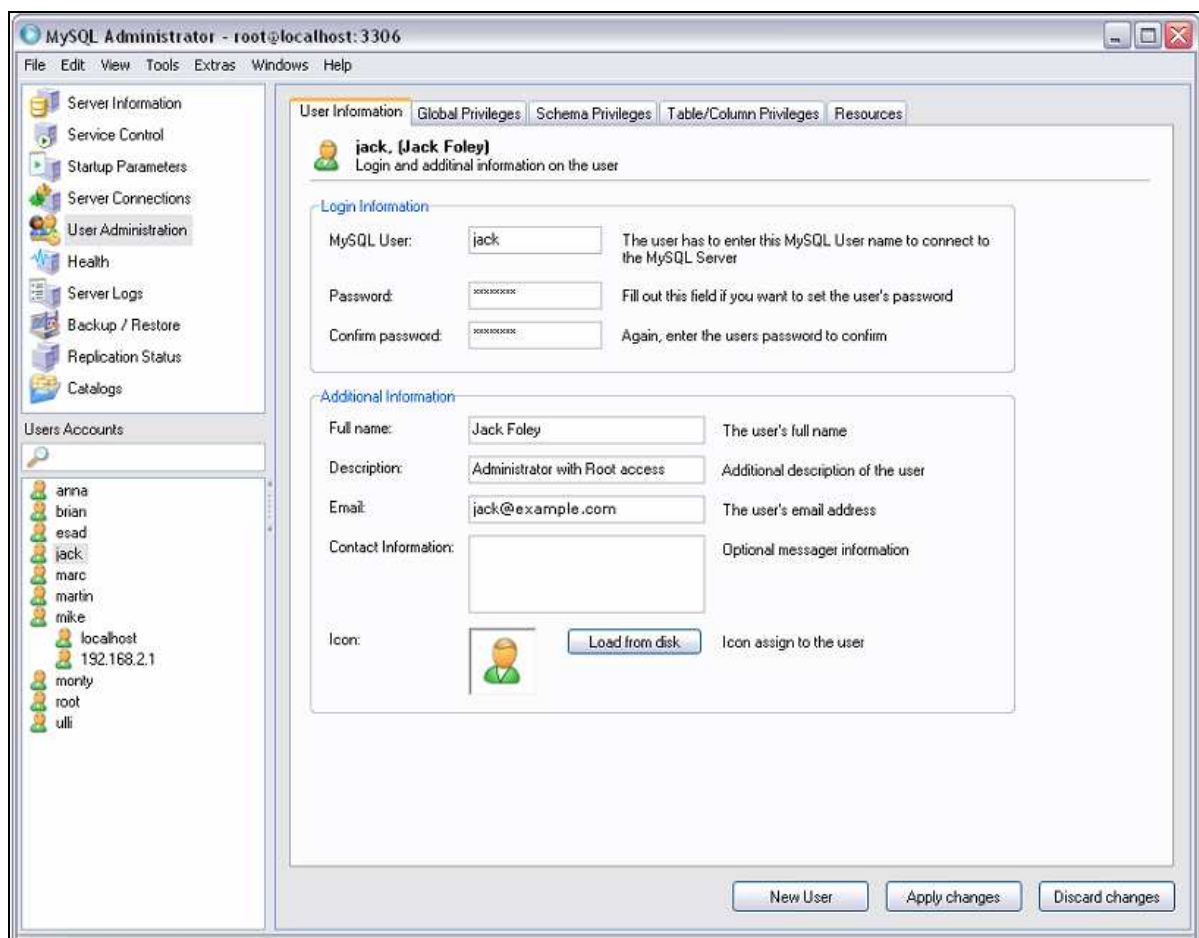 MySQL Administrator - root@localhost:3306
File Edit View Tools Extras Windows Help
Server Information
Service Control
Startup Parameters
Server Connections
User Administration
Health
Server Logs
Backup / Restore
Replication Status
Catalogs
Users Accounts
anna
brian
esad
jack
marc
martin
mike
localhost
192.168.2.1
monty
root
ulli
User Information Global Privileges Schema Privileges Table/Column Privileges Resources
jack, (Jack Foley)
Login and additinal information on the user
Login Information
MySQL User: jack The user has to enter this MySQL User name to connect to
the MySQL Server
Password: xxxxxxxx Fill out this field if you want to set the user's password
Confirm password: xxxxxxxx Again, enter the users password to confirm
Additional Information
Full name: Jack Foley The user's full name
Description: Administrator with Root access Additional description of the user
Email: jack@example.com The user's email address
Contact Information: Optional messager information
Icon: Load from disk Icon assign to the user
New User Apply changes Discard changes